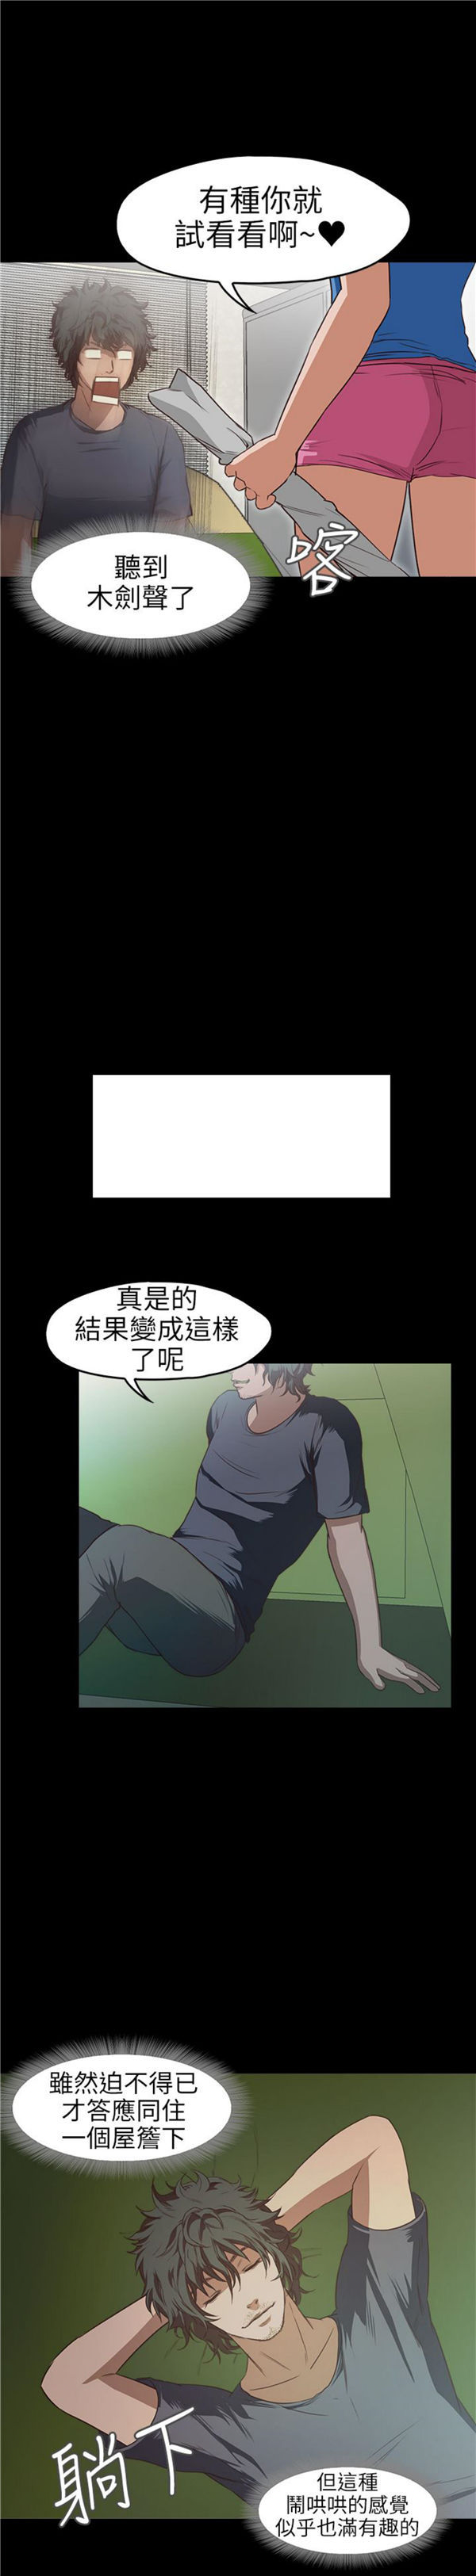 有種你就
試看看啊~♥
喀
聽到
木劍聲了
真是的
結果變成這樣
了呢
雖然迫不得已
才答應同住
一個屋簷下
躺下
但這種
鬧哄哄的感覺
似乎也滿有趣的